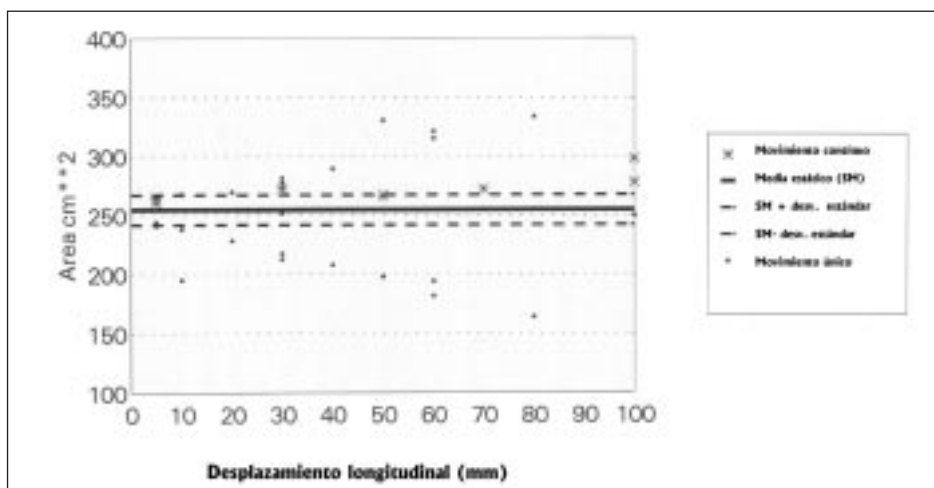 400
350
300
250
200
150
100
Area cm**2
0 5 10 20 30 40 50 60 70 80 100
Desplazamiento longitudinal (mm)
Movimiento continuo
Media estático (SM)
SM + desv. estándar
SM- desv. estándar
Movimiento único